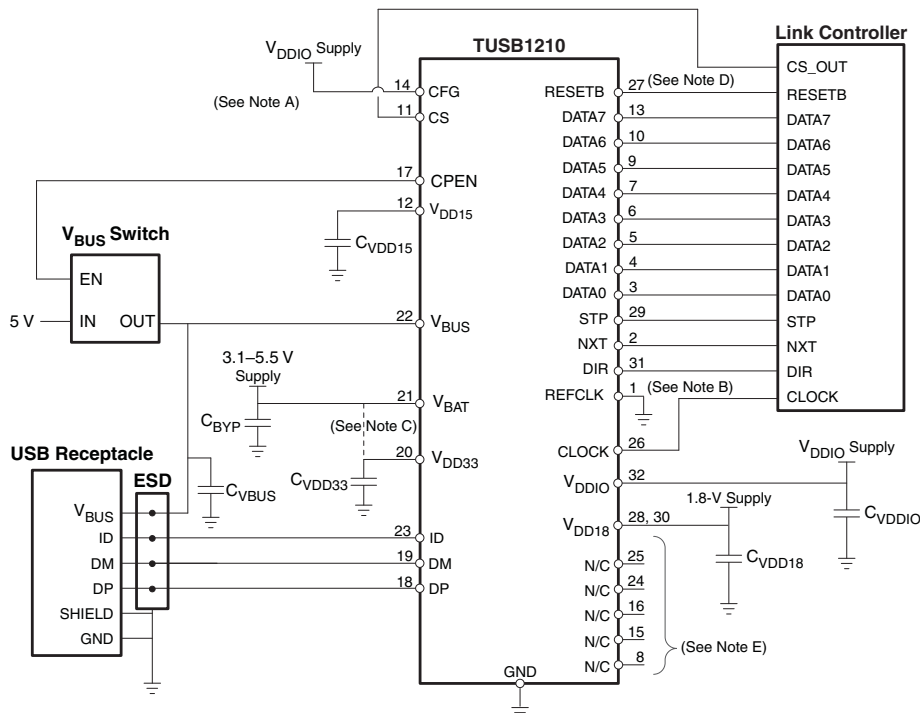 Link Controller
TUSB1210
VDDIO Supply
(See Note A)
14 CFG
11 CS
17 CPEN
12 VDD15
CVDD15
VBUS Switch
EN
5 V IN OUT
22 VBUS
3.1–5.5 V
Supply
21 VBAT
CBYP
(See Note C)
20 VDD33
CVDD33
USB Receptacle
ESD
CVBUS
VBUS
ID 23 ID
DM 19 DM
DP 18 DP
SHIELD
GND
GND
CS_OUT
RESETB 27 (See Note D) RESETB
DATA7 13 DATA7
DATA6 10 DATA6
DATA5 9 DATA5
DATA4 7 DATA4
DATA3 6 DATA3
DATA2 5 DATA2
DATA1 4 DATA1
DATA0 3 DATA0
STP 29 STP
NXT 2 NXT
DIR 31 DIR
REFCLK 1 (See Note B)
CLOCK 26 CLOCK
VDDIO 32
VDDIO Supply
CVDDIO
VDD18 28, 30
1.8-V Supply
CVDD18
N/C 25
N/C 24
N/C 16
N/C 15
N/C 8
(See Note E)